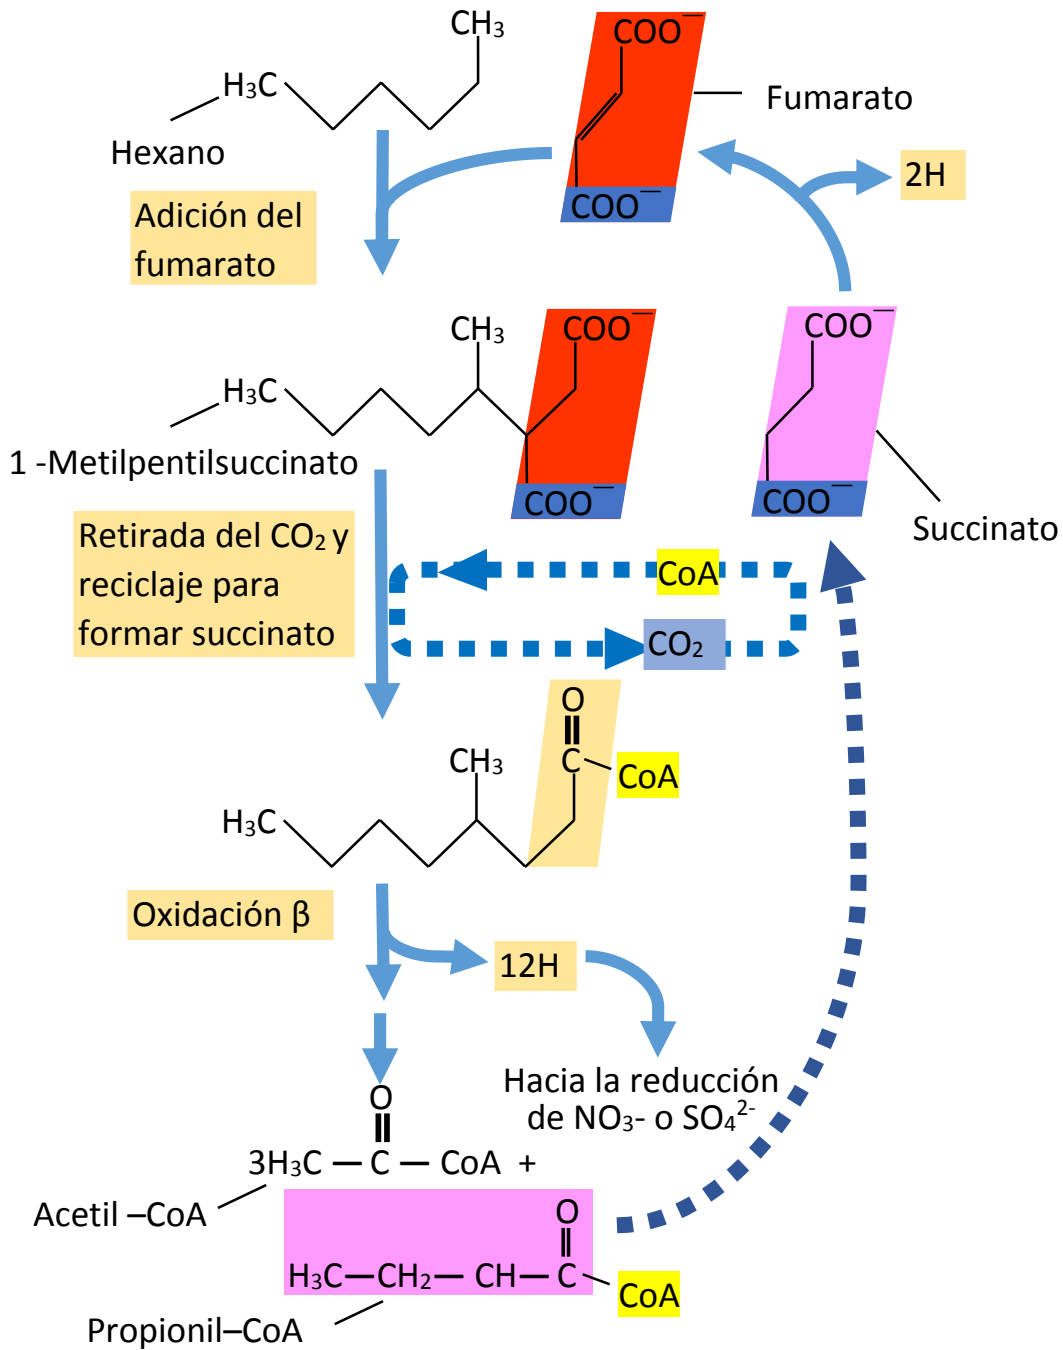 CH₃
COO⁻
H₃C
Fumarato
Hexano
2H
COO⁻
Adición del
fumarato
CH₃
COO⁻
COO⁻
H₃C
1 -Metilpentilsuccinato
COO⁻
COO⁻
Succinato
Retirada del CO₂ y
reciclaje para
formar succinato
CoA
CO₂
O
C
CH₃
CoA
H₃C
Oxidación β
12H
Hacia la reducción
de NO₃- o SO₄²⁻
O
3H₃C — C — CoA +
Acetil –CoA
O
H₃C—CH₂— CH —C
CoA
Propionil–CoA